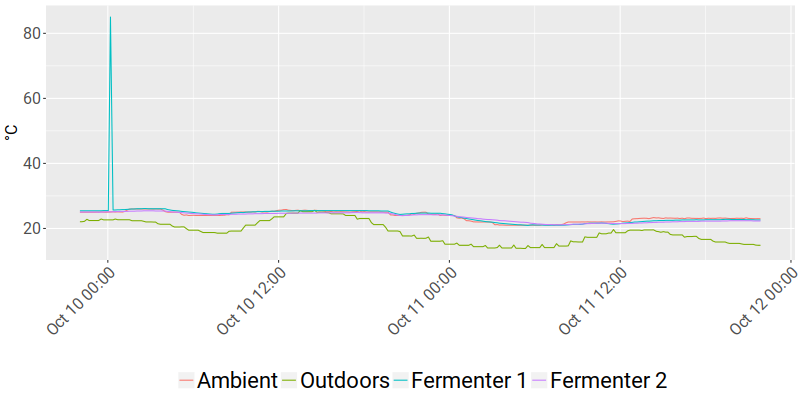 °C
80
60
40
20
Oct 10 00:00
Oct 10 12:00
Oct 11 00:00
Oct 11 12:00
Oct 12 00:00
Ambient Outdoors Fermenter 1 Fermenter 2